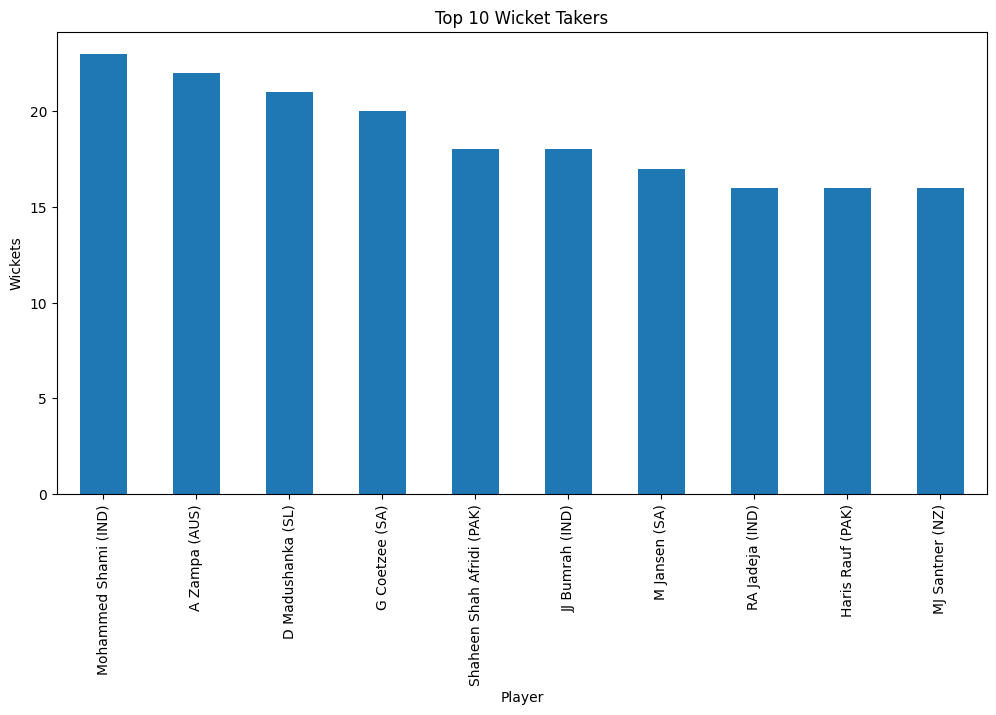 Top 10 Wicket Takers
Wickets
20
15
10
5
0
Mohammed Shami (IND)
A Zampa (AUS)
D Madushanka (SL)
G Coetzee (SA)
Shaheen Shah Afridi (PAK)
JJ Bumrah (IND)
M Jansen (SA)
RA Jadeja (IND)
Haris Rauf (PAK)
MJ Santner (NZ)
Player